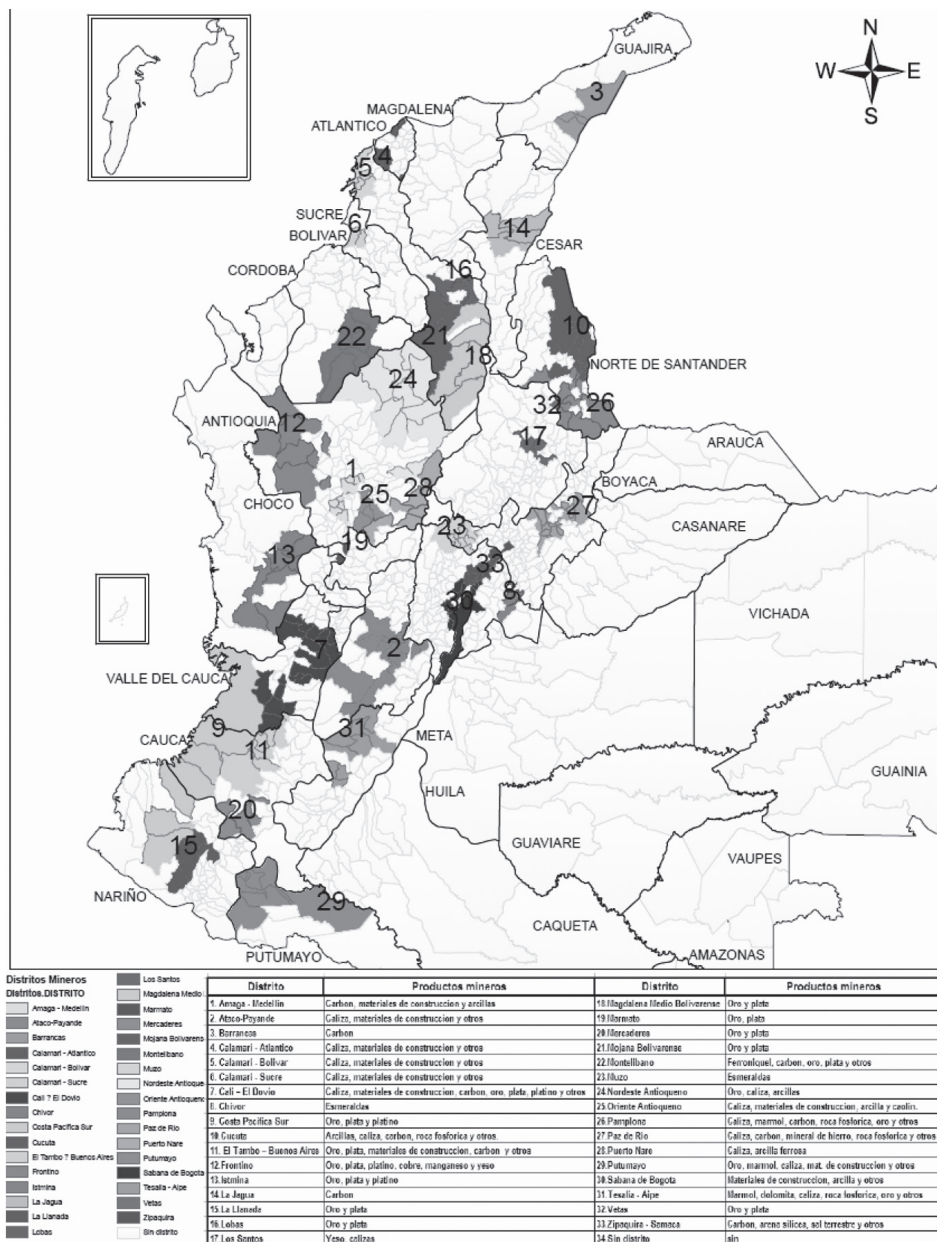 N
W E
S
GUAJIRA
3
MAGDALENA
ATLANTICO
4
5
SUCRE
6
BOLIVAR
14
CESAR
CORDOBA
16
10
22
21
18
NORTE DE SANTANDER
24
32
26
ANTIOQUIA
12
17
ARAUCA
1
BOYACA
28
25
CHOCO
27
CASANARE
23
19
13
33
8
30
VICHADA
7
2
VALLE DEL CAUCA
9
31
CAUCA
11
META
GUAINIA
HUILA
20
GUAVIARE
15
VAUPES
NARIÑO
29
CAQUETA
PUTUMAYO
AMAZONAS
Distritos Mineros
Distritos.DISTRITO
Amaga - Medellin
Ataco-Payande
Barrancas
Calamari - Atlantico
Calamari - Bolivar
Calamari - Sucre
Cali ? El Dovio
Chivor
Costa Pacifica Sur
Cucuta
El Tambo ? Buenos Aires
Frontino
Istmina
La Jagua
La Llanada
Lobas
Los Santos
Magdalena Medio
Marmato
Mercaderes
Mojana Bolivarens
Montelibano
Muzo
Nordeste Antioque
Oriente Antioquen
Pamplona
Paz de Rio
Puerto Nare
Putumayo
Sabana de Bogota
Tesalia - Aipe
Vetas
Zipaquira
Sin distrito
Distrito Productos mineros
1. Amaga - Medellin Carbon, materiales de construccion y arcillas
2. Ataco-Payande Caliza, materiales de construccion y otros
3. Barrancas Carbon
4. Calamari - Atlantico Caliza, materiales de construccion y otros
5. Calamari - Bolivar Caliza, materiales de construccion y otros
6. Calamari - Sucre Caliza, materiales de construccion y otros
7. Cali – El Dovio Caliza, materiales de construccion, carbon, oro, plata, platino y otros
8. Chivor Esmeraldas
9. Costa Pacifica Sur Oro, plata y platino
10. Cucuta Arcillas, caliza, carbon, roca fosforica y otros.
11. El Tambo – Buenos Aires Oro, plata, materiales de construccion, carbon y otros
12. Frontino Oro, plata, platino, cobre, manganeso y yeso
13. Istmina Oro, plata y platino
14. La Jagua Carbon
15. La Llanada Oro y plata
16. Lobas Oro y plata
17. Los Santos Yeso, calizas
Distrito Productos mineros
18. Magdalena Medio Bolivarense Oro y plata
19. Marmato Oro, plata
20. Mercaderes Oro y plata
21. Mojana Bolivarense Oro y plata
22. Montelibano Ferroniquel, carbon, oro, plata y otros
23. Muzo Esmeraldas
24. Nordeste Antioqueno Oro, caliza, arcillas
25. Oriente Antioqueno Caliza, materiales de construccion, arcilla y caolin.
26. Pamplona Caliza, marmol, carbon, roca fosforica, oro y otros
27. Paz de Rio Caliza, carbon, mineral de hierro, roca fosforica y otros
28. Puerto Nare Caliza, arcilla ferrosa
29. Putumayo Oro, marmol, caliza, mat. de construccion y otros
30. Sabana de Bogota Materiales de construccion, arcilla y otros
31. Tesalia - Aipe Marmol, dolomita, caliza, roca fosforica, oro y otros
32. Vetas Oro y plata
33. Zipaquira - Samaca Carbon, arena silicea, sal terrestre y otros
34 Sin distrito sin